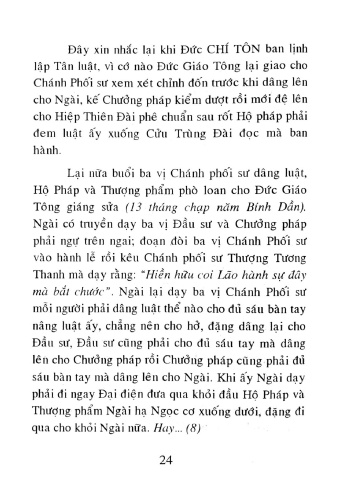 Đây xin nhắc lại khi Đức CHÍ TÔN ban lịnh
lập Tân luật, vì cớ nào Đức Giáo Tông lại giao cho
Chánh Phối sư xem xét chỉnh đốn trước khi dâng lên
cho Ngài, kế Chưởng pháp kiểm dượt rồi mới đệ lên
cho Hiệp Thiên Đài phê chuẩn sau rốt Hộ pháp phải
đem luật ấy xuống Cửu Trùng Đài đọc mà ban
hành.
Lại nữa buổi ba vị Chánh phối sư dâng luật,
Hộ Pháp và Thượng phẩm phò loan cho Đức Giáo
Tông giáng sửa (13 tháng chạp năm Bính Dần),
Ngài có truyền dạy ba vị Đầu sư và Chưởng pháp
phải ngự trên ngai; đoạn đòi ba vị Chánh Phối sư
vào hành lễ rồi kêu Chánh phối sư Thượng Tương
Thanh mà dạy rằng: “Hiền hữu coi Lão hành sự đây
mà bắt chước”. Ngài lại dạy ba vị Chánh Phối sư
mỗi người phải dâng luật thế nào cho đủ sáu bàn tay
nâng luật ấy, chẳng nên cho hở, đặng dâng lại cho
Đầu sư, Đầu sư cũng phải cho đủ sáu tay mà dâng
lên cho Chưởng pháp rồi Chưởng pháp cũng phải đủ
sáu bàn tay mà dâng lên cho Ngài. Khi ấy Ngài dạy
phải đi ngay Đại điện đưa qua khỏi đầu Hộ Pháp và
Thượng phẩm Ngài hạ Ngọc cơ xuống dưới, đặng đi
qua cho khỏi Ngài nữa. Hay... (8)
24